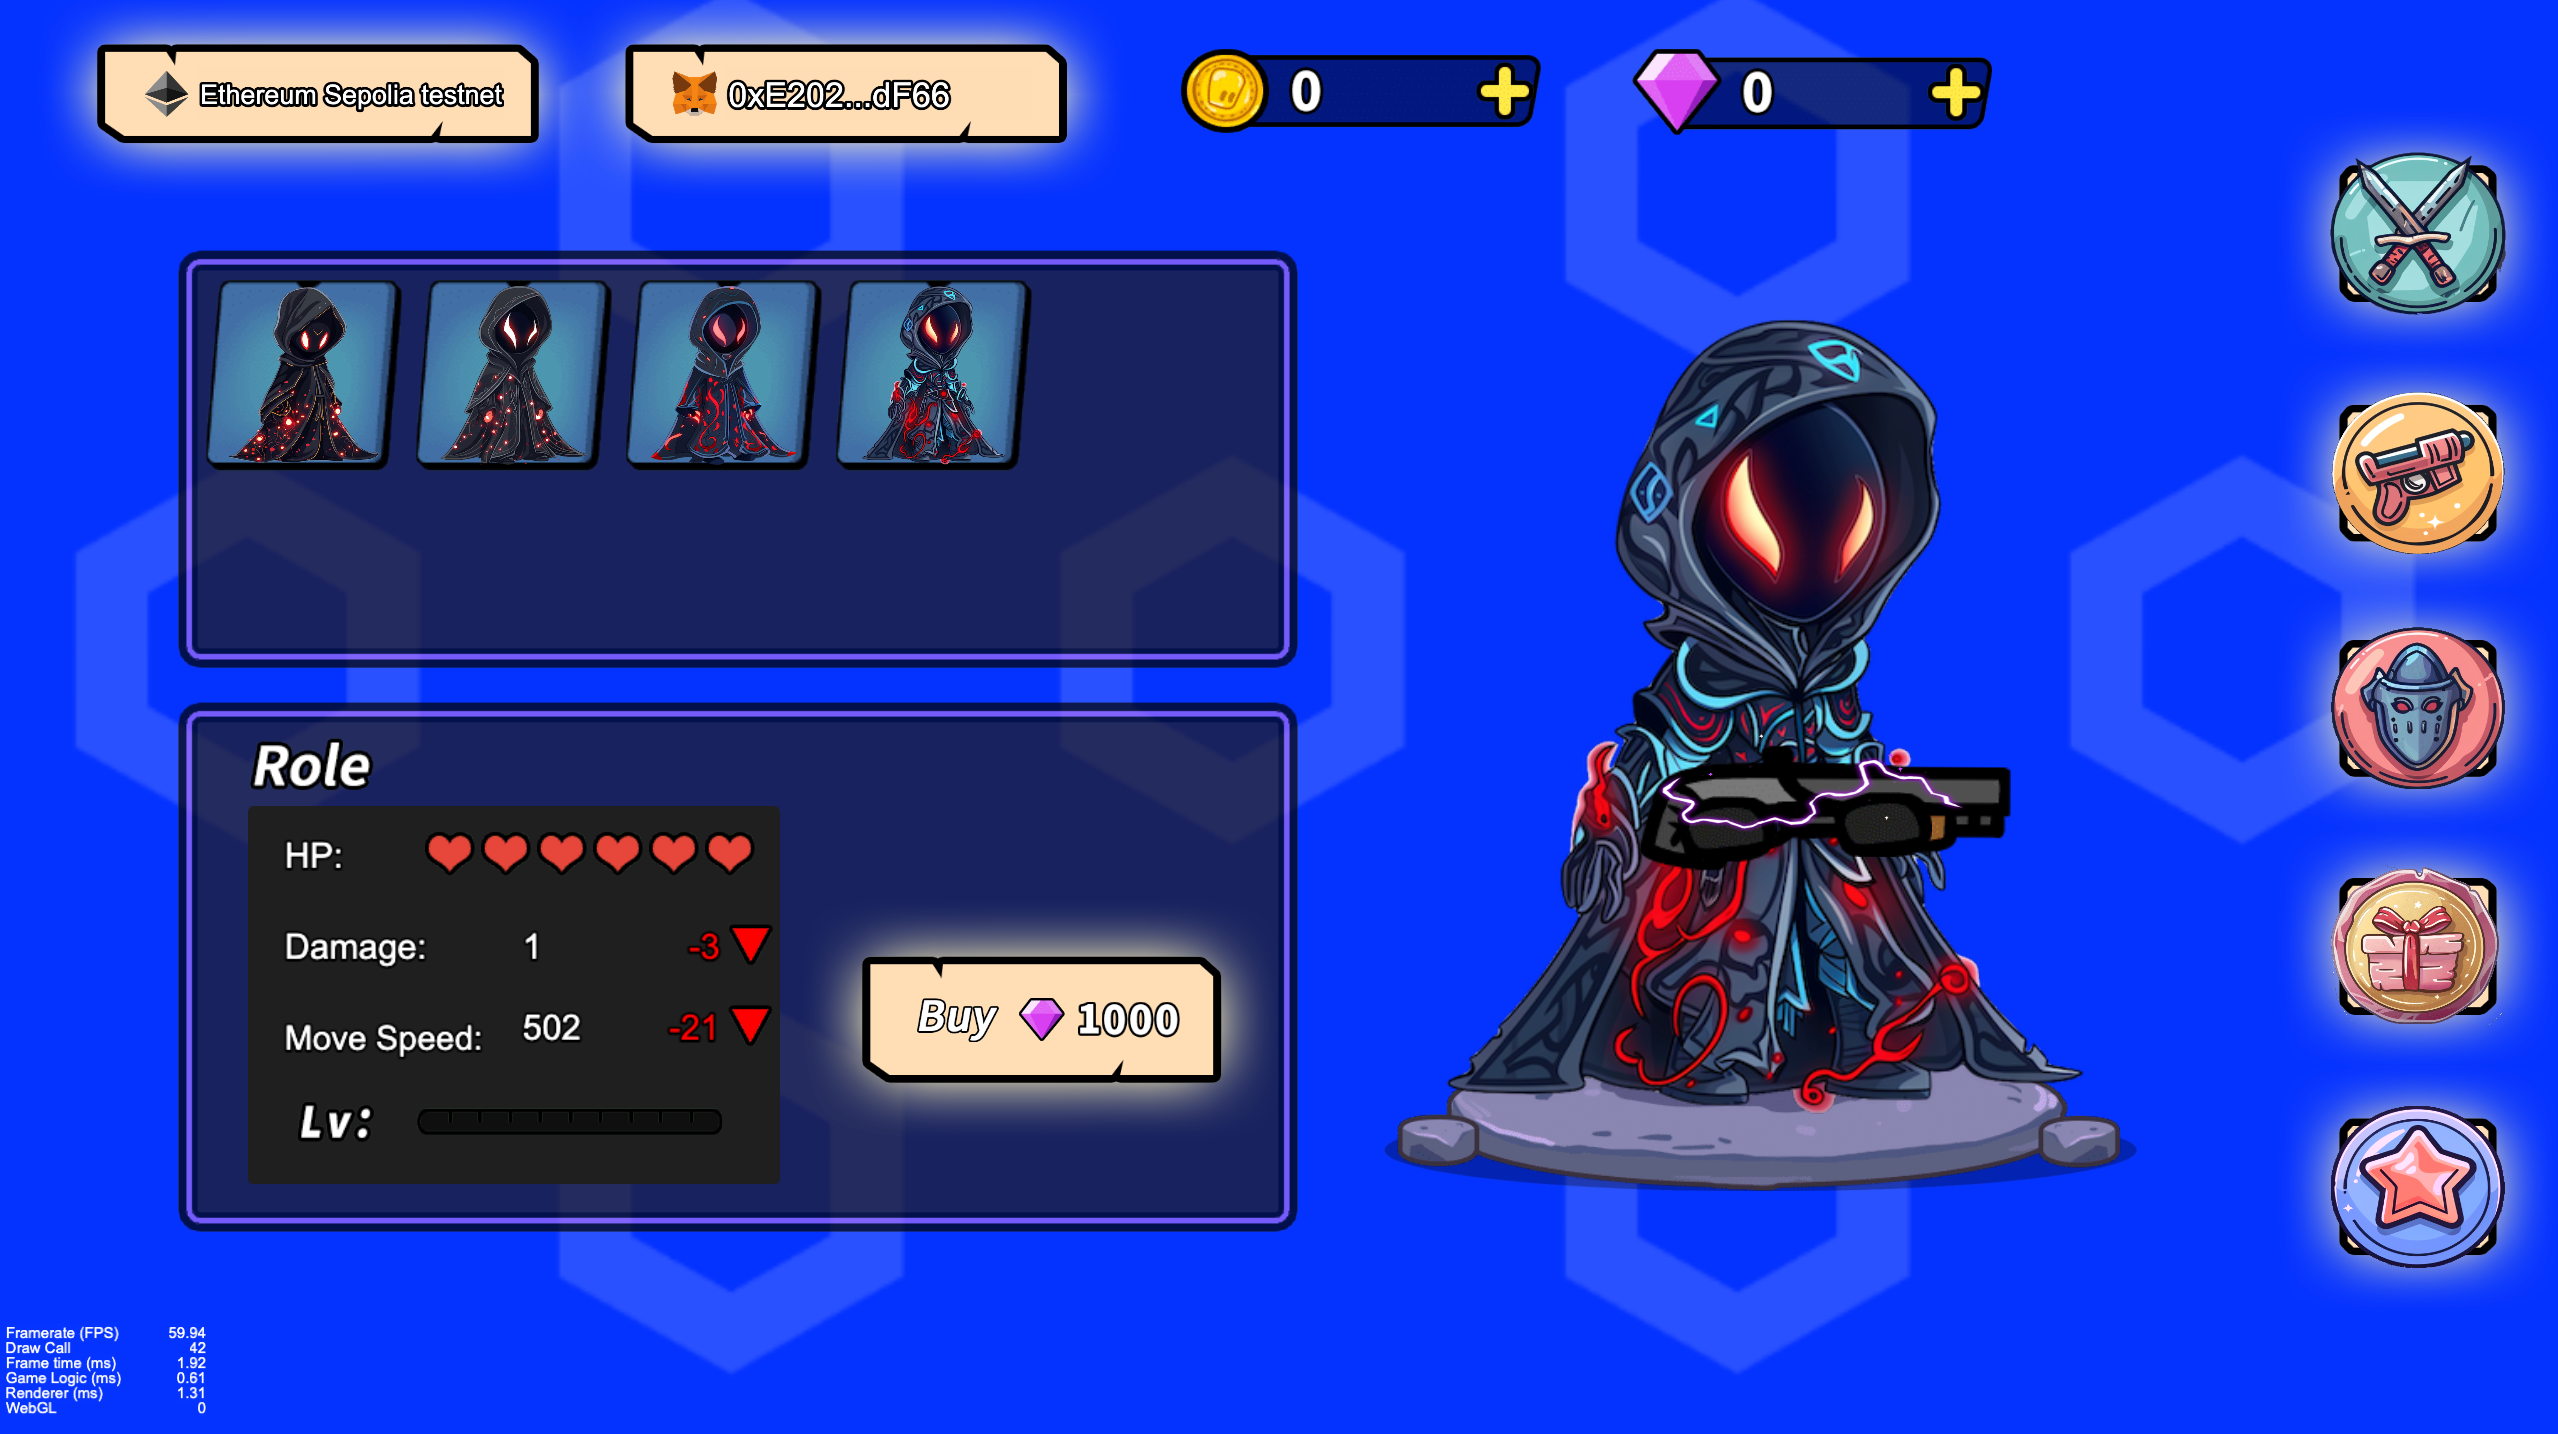 Ethereum Sepolia testnet
0xE202...dF66
0
0
Role
HP:
Damage: 1 -3
Move Speed: 502 -21
Lv:
Buy 1000
Framerate (FPS) 59.94
Draw Call 42
Frame time (ms) 1.92
Game Logic (ms) 0.61
Renderer (ms) 1.31
WebGL 0